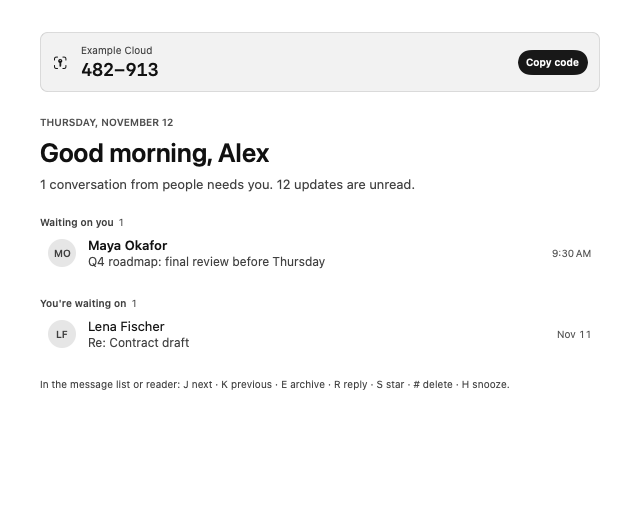 Example Cloud
482–913
Copy code
THURSDAY, NOVEMBER 12
Good morning, Alex
1 conversation from people needs you. 12 updates are unread.
Waiting on you 1
MO
Maya Okafor
Q4 roadmap: final review before Thursday
9:30 AM
You're waiting on 1
LF
Lena Fischer
Re: Contract draft
Nov 11
In the message list or reader: J next · K previous · E archive · R reply · S star · # delete · H snooze.